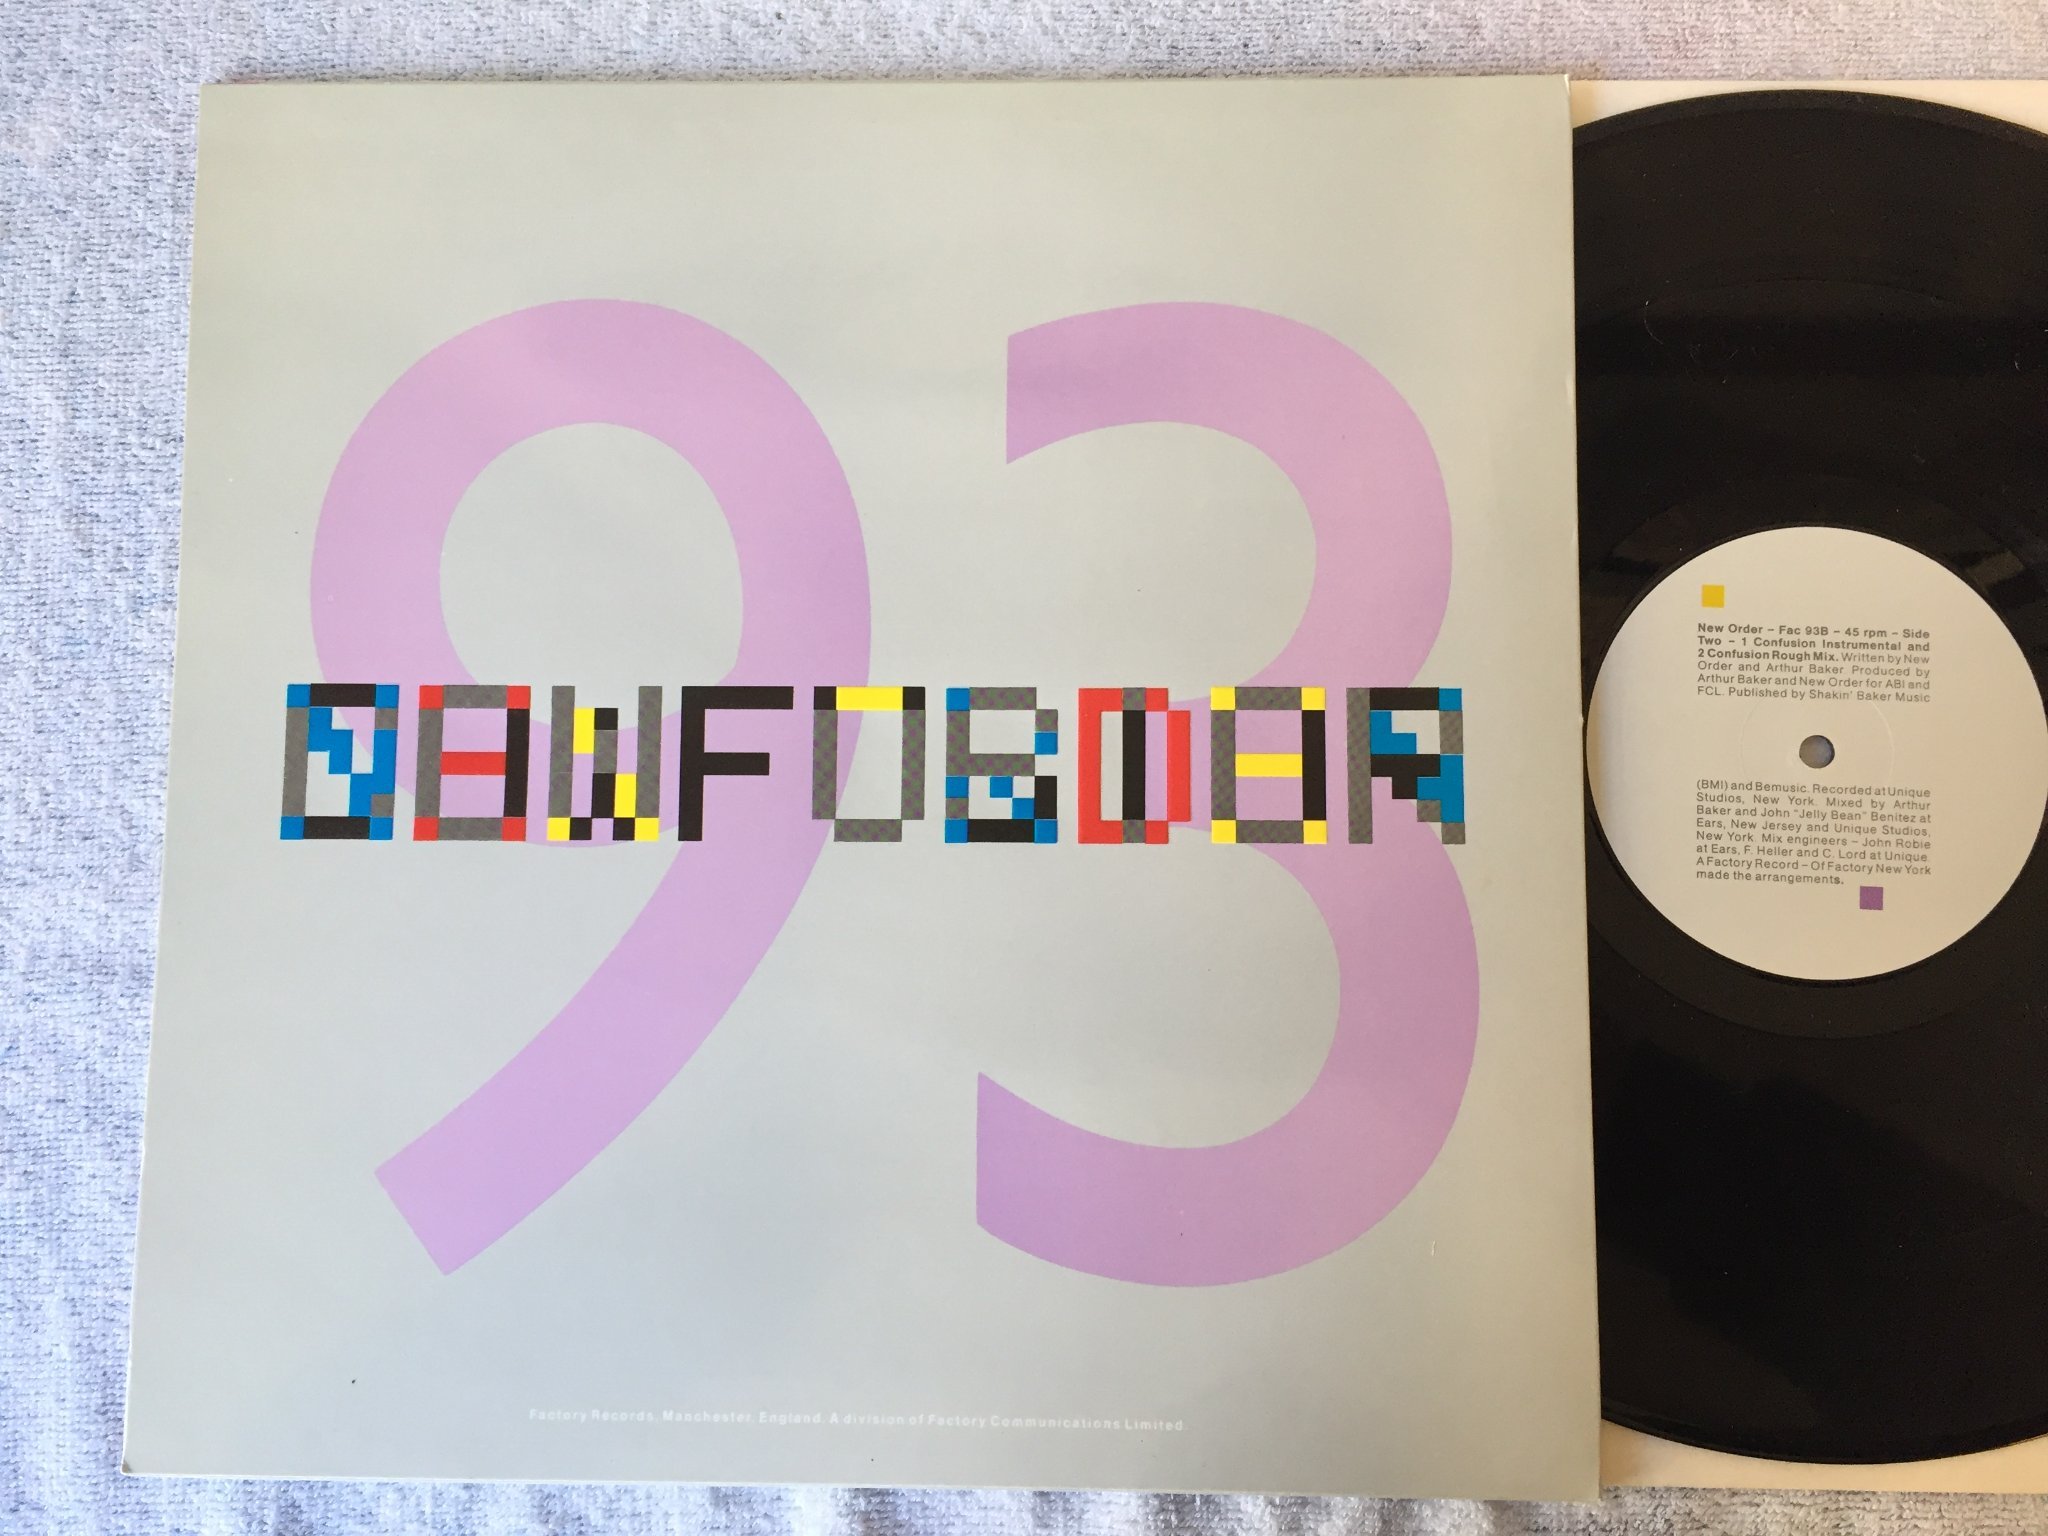 93
NEW ORDER
CONFUSION
Factory Records. Manchester. England. A division of Factory Communications Limited.
New Order – Fac 93B – 45 rpm – Side
Two – 1 Confusion Instrumental and
2 Confusion Rough Mix. Written by New
Order and Arthur Baker Produced by
Arthur Baker and New Order for ABI and
FCL. Published by Shakin' Baker Music
(BMI) and Bemusic. Recorded at Unique
Studios, New York. Mixed by Arthur
Baker and John "Jelly Bean" Benitez at
Ears, New Jersey and Unique Studios,
New York. Mix engineers – John Robie
at Ears, F. Heller and C. Lord at Unique.
A Factory Record – Of Factory New York
made the arrangements.